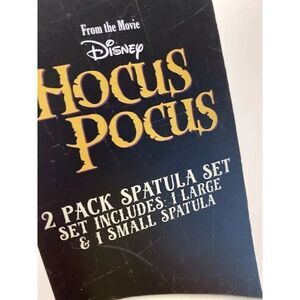 From the Movie
Disney
HOCUS
POCUS
2 PACK SPATULA SET
SET INCLUDES: 1 LARGE
& 1 SMALL SPATULA